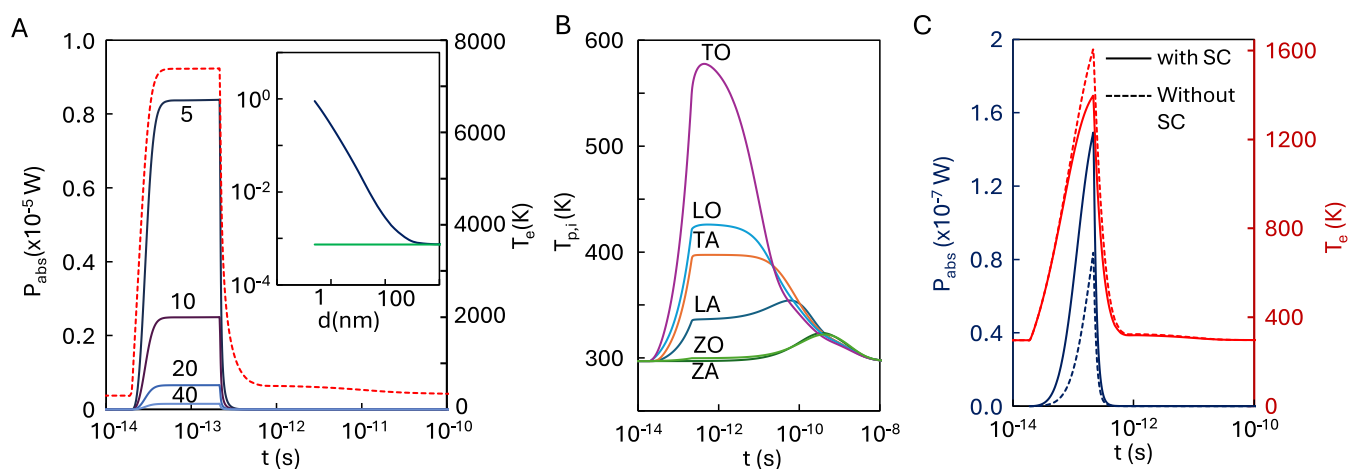 A
P_abs(x10^-5 W)
1.0
0.8
0.6
0.4
0.2
0
5
10
20
40
10^0
10^-2
10^-4
1
100
d(nm)
8000
6000
4000
2000
0
T_e(K)
10^-14
10^-13
10^-12
10^-11
10^-10
t (s)
B
T_p,i(K)
600
500
400
300
TO
LO
TA
LA
ZO
ZA
10^-14
10^-12
10^-10
10^-8
t (s)
C
P_abs (x10^-7 W)
2
1.6
1.2
0.8
0.4
0.0
with SC
Without
SC
1600
1200
800
400
0
T_e (K)
10^-14
10^-12
10^-10
t (s)